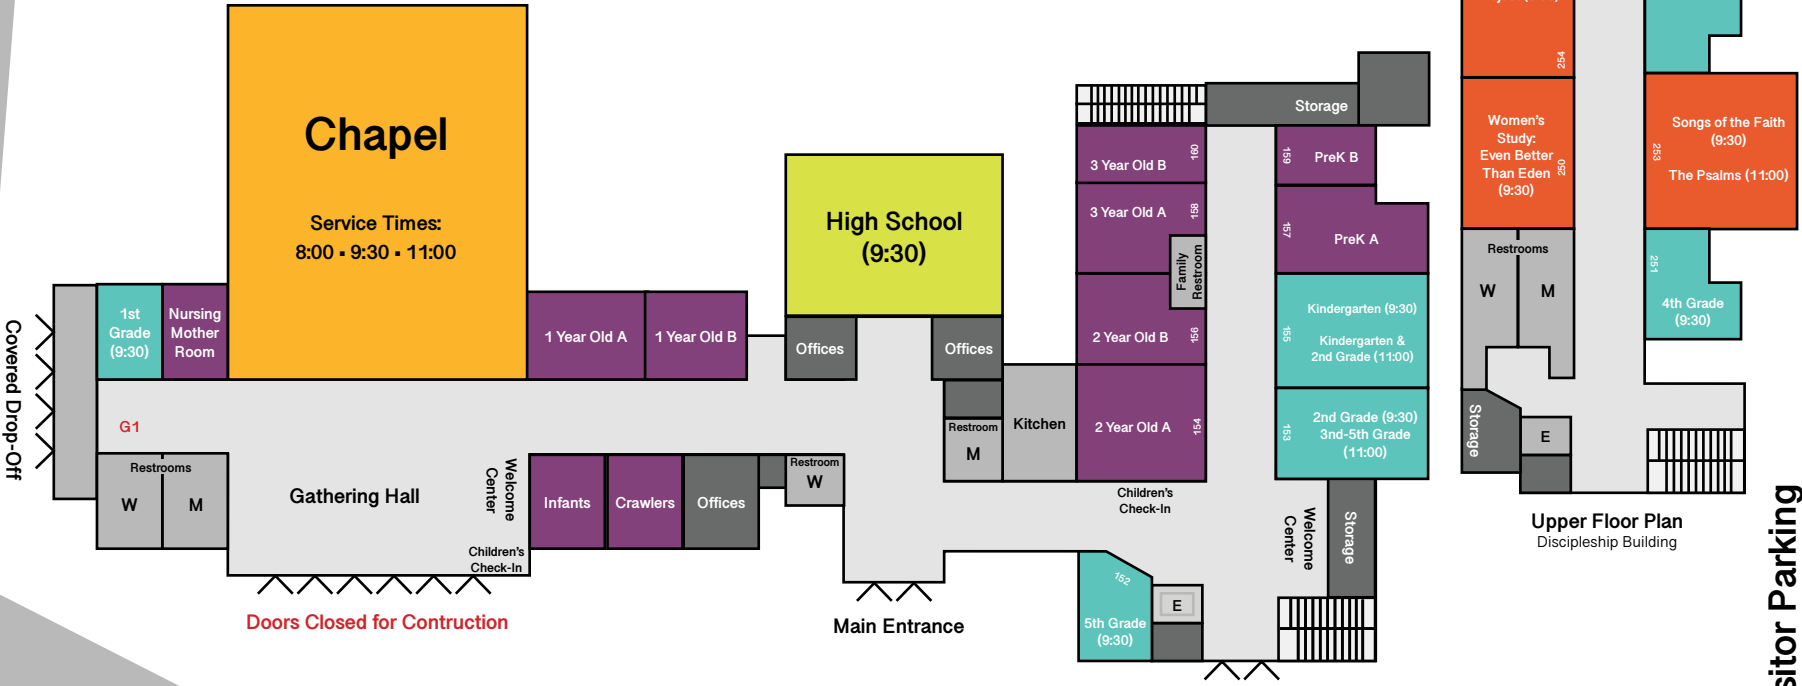 Chapel
Service Times:
8:00 ▪ 9:30 ▪ 11:00
Covered Drop-Off
1st
Grade
(9:30)
Nursing
Mother
Room
1 Year Old A
1 Year Old B
High School
(9:30)
Offices
Offices
G1
Restrooms
W
M
Gathering Hall
Welcome
Center
Children's
Check-In
Infants
Crawlers
Offices
Restroom
W
Restroom
M
Kitchen
Doors Closed for Contruction
Main Entrance
Storage
3 Year Old B
160
3 Year Old A
158
Family
Restroom
2 Year Old B
156
2 Year Old A
154
159
PreK B
157
PreK A
155
Kindergarten (9:30)
Kindergarten &
2nd Grade (11:00)
153
2nd Grade (9:30)
3nd-5th Grade
(11:00)
Children's
Check-In
Welcome
Center
Storage
152
5th Grade
(9:30)
E
254
Women's
Study:
Even Better
Than Eden
(9:30)
250
253
Songs of the Faith
(9:30)
The Psalms (11:00)
Restrooms
W
M
251
4th Grade
(9:30)
Storage
E
Upper Floor Plan
Discipleship Building
sitor Parking